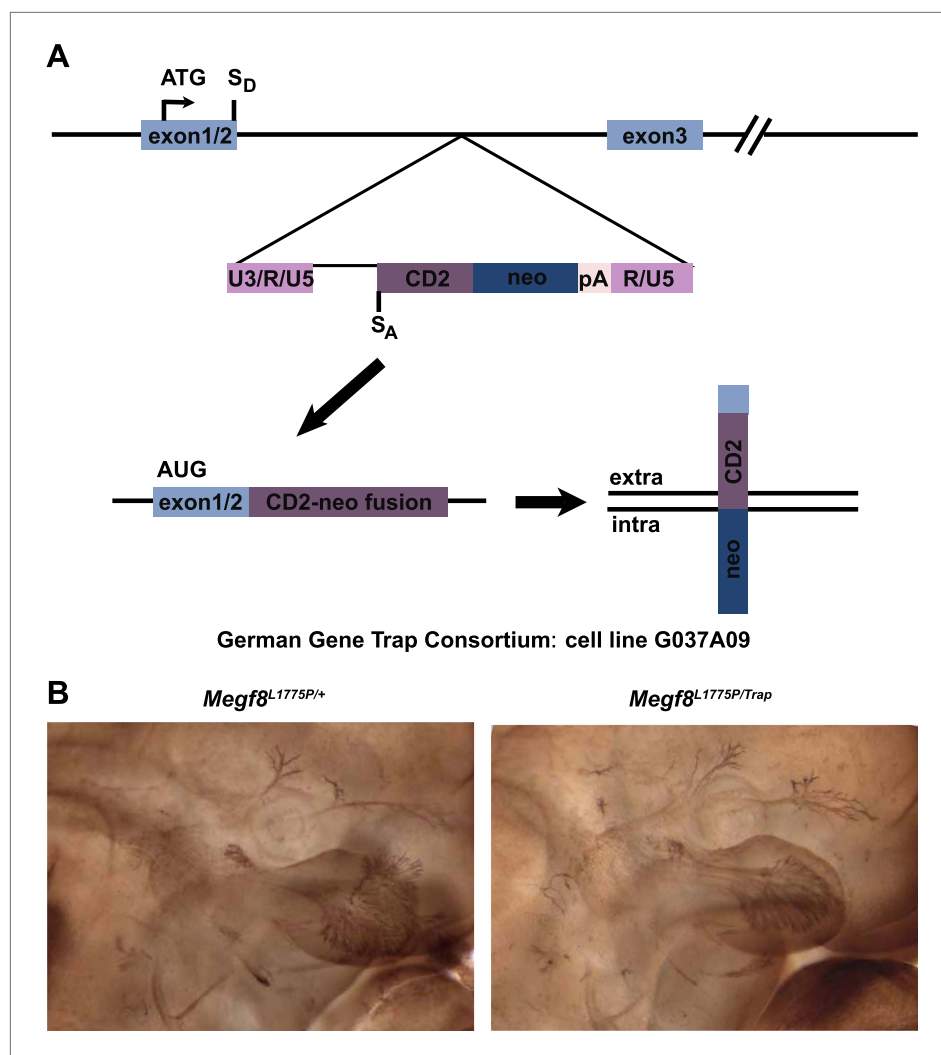 A
ATG SD
exon1/2 exon3
U3/R/U5 CD2 neo pA R/U5
SA
AUG
exon1/2 CD2-neo fusion
extra
intra
CD2
neo
German Gene Trap Consortium: cell line G037A09
B
Megf8L1775P/+ Megf8L1775P/Trap